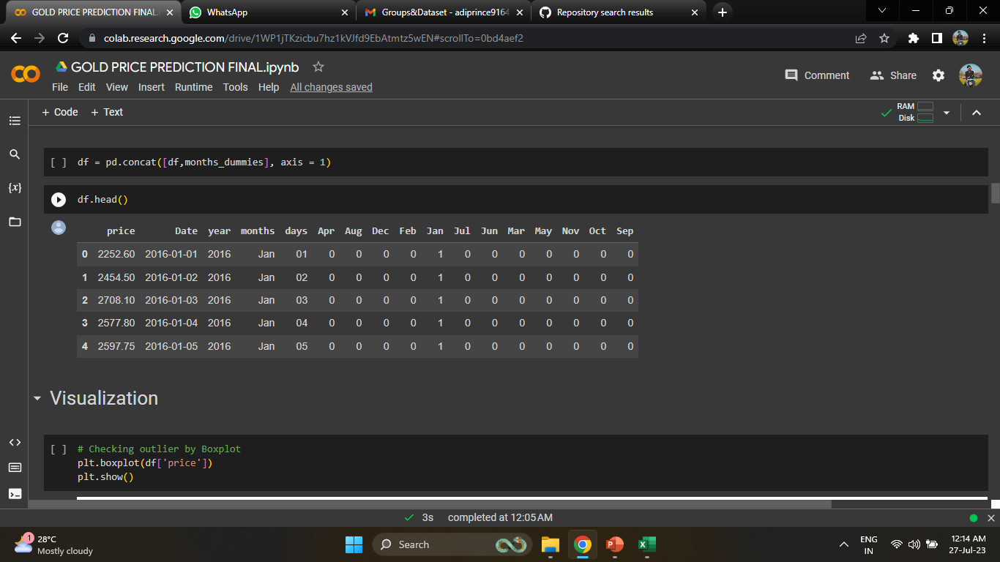 GOLD PRICE PREDICTION FINAL.
WhatsApp
Groups&Dataset - adiprince9164
Repository search results
colab.research.google.com/drive/1WP1jTKzicbu7hz1kVJfd9EbAtmtz5wEN#scrollTo=0bd4aef2
GOLD PRICE PREDICTION FINAL.ipynb
File Edit View Insert Runtime Tools Help All changes saved
Comment Share
+ Code + Text
RAM
Disk
{x}
[ ] df = pd.concat([df,months_dummies], axis = 1)
df.head()
price Date year months days Apr Aug Dec Feb Jan Jul Jun Mar May Nov Oct Sep
0 2252.60 2016-01-01 2016 Jan 01 0 0 0 0 1 0 0 0 0 0 0 0
1 2454.50 2016-01-02 2016 Jan 02 0 0 0 0 1 0 0 0 0 0 0 0
2 2708.10 2016-01-03 2016 Jan 03 0 0 0 0 1 0 0 0 0 0 0 0
3 2577.80 2016-01-04 2016 Jan 04 0 0 0 0 1 0 0 0 0 0 0 0
4 2597.75 2016-01-05 2016 Jan 05 0 0 0 0 1 0 0 0 0 0 0 0
Visualization
[ ] # Checking outlier by Boxplot
plt.boxplot(df['price'])
plt.show()
3s completed at 12:05 AM
1
28°C
Mostly cloudy
Search
P
X
ENG
IN
12:14 AM
27-Jul-23